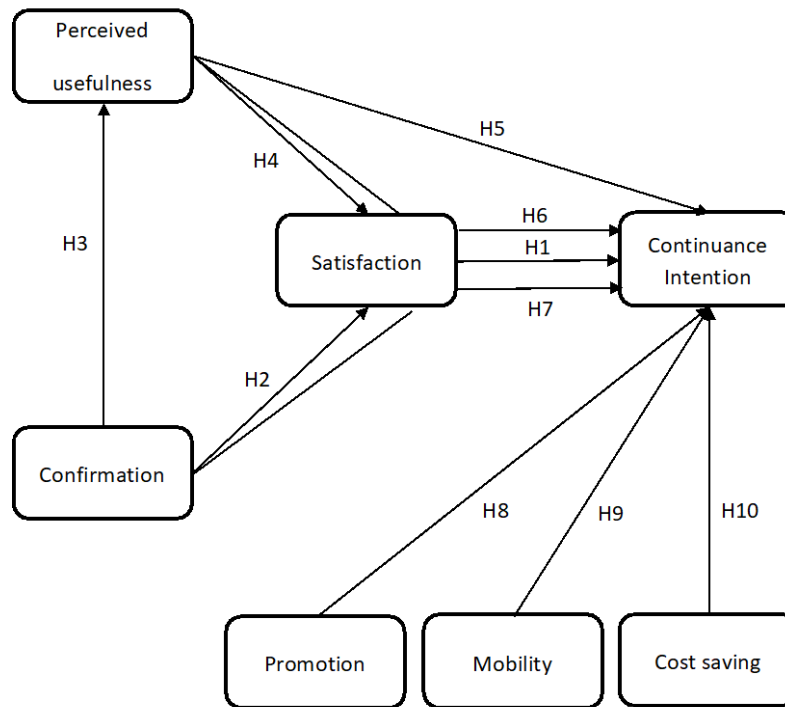 Perceived
usefulness
H5
H4
H6
H3
Satisfaction
H1
Continuance
Intention
H7
H2
Confirmation
H8
H9
H10
Promotion
Mobility
Cost saving